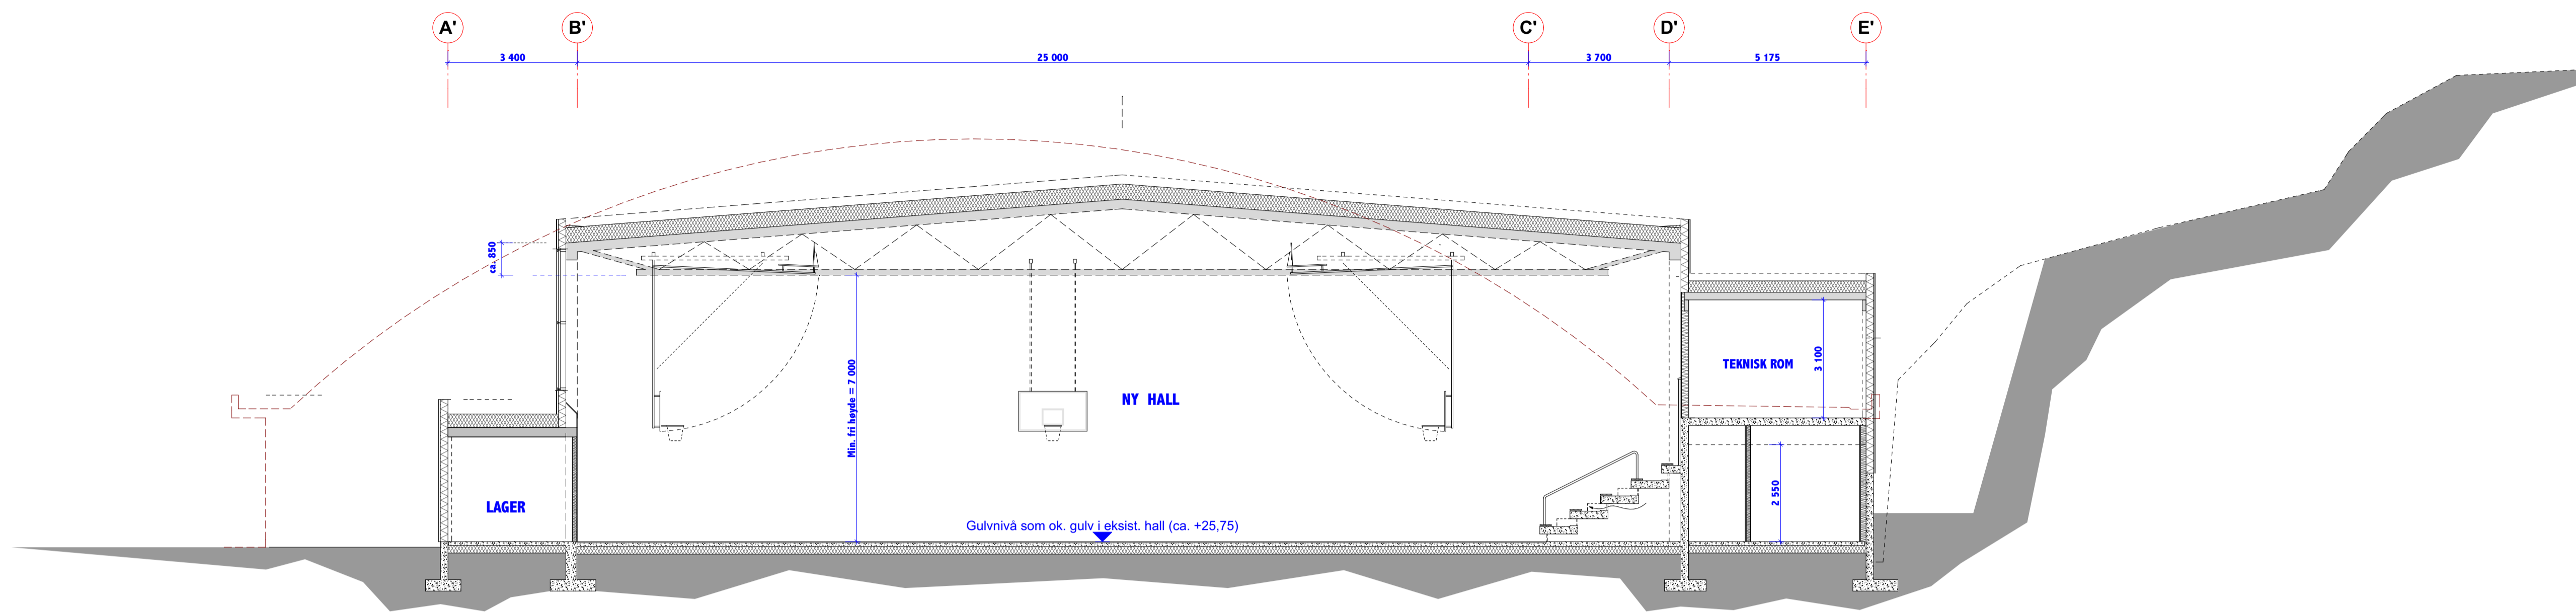 A' B' C' D' E'
3 400 25 000 3 700 5 175
ca. 850
Min. fri høyde = 7 000
TEKNISK ROM
3 100
NY HALL
LAGER
2 550
Gulvnivå som ok. gulv i eksist. hall (ca. +25,75)